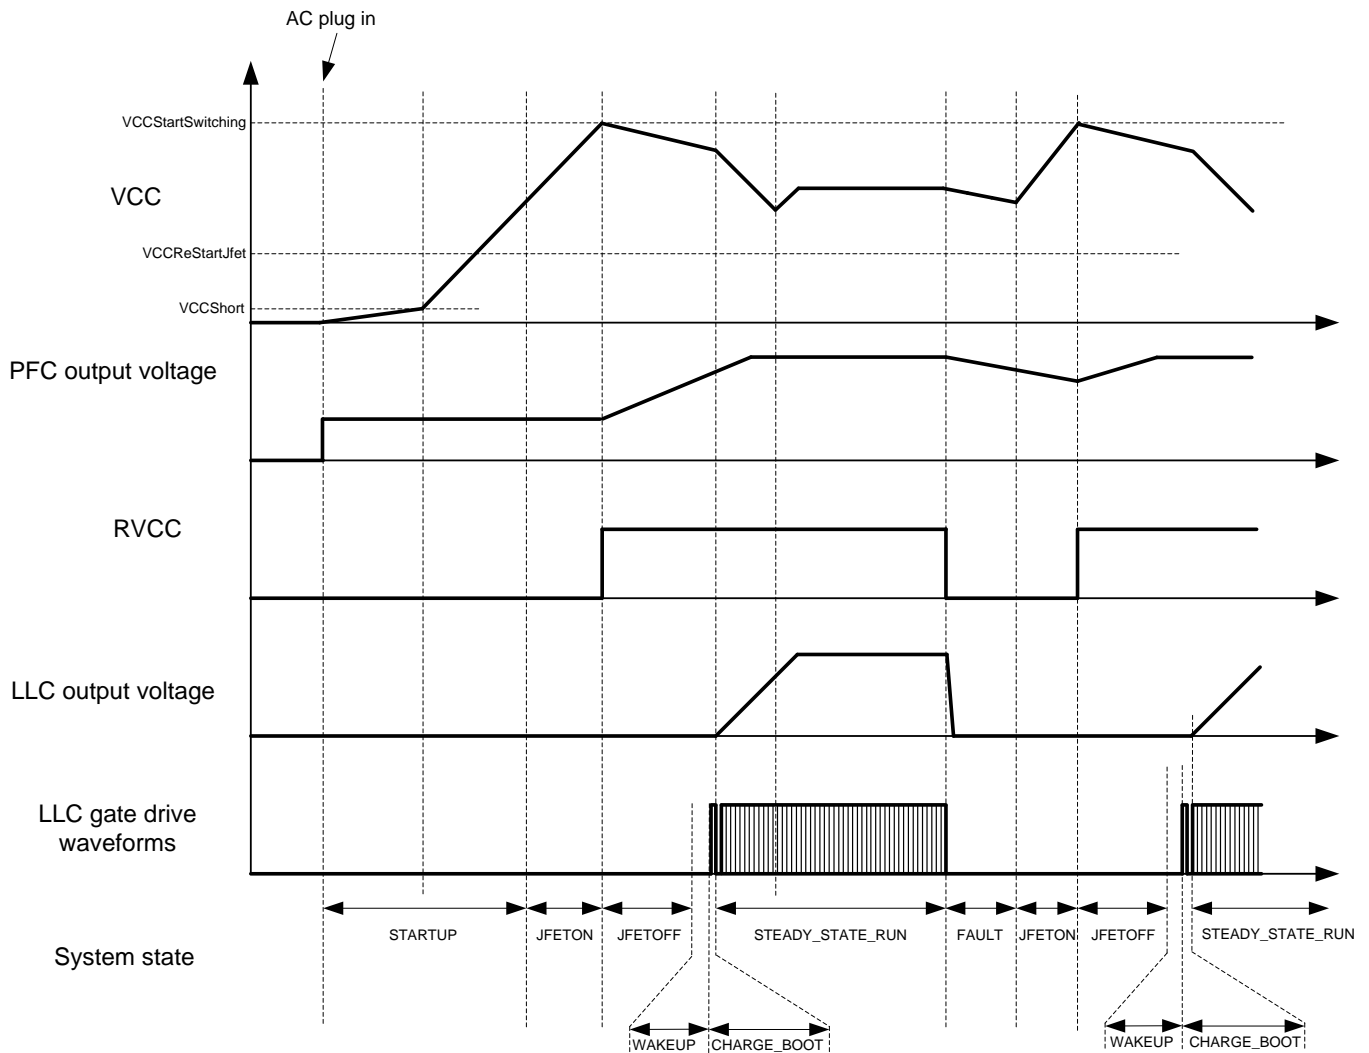 AC plug in
VCCStartSwitching
VCC
VCCReStartJfet
VCCShort
PFC output voltage
RVCC
LLC output voltage
LLC gate drive
waveforms
STARTUP
JFETON
JFETOFF
STEADY_STATE_RUN
FAULT
JFETON
JFETOFF
STEADY_STATE_RUN
System state
WAKEUP
CHARGE_BOOT
WAKEUP
CHARGE_BOOT